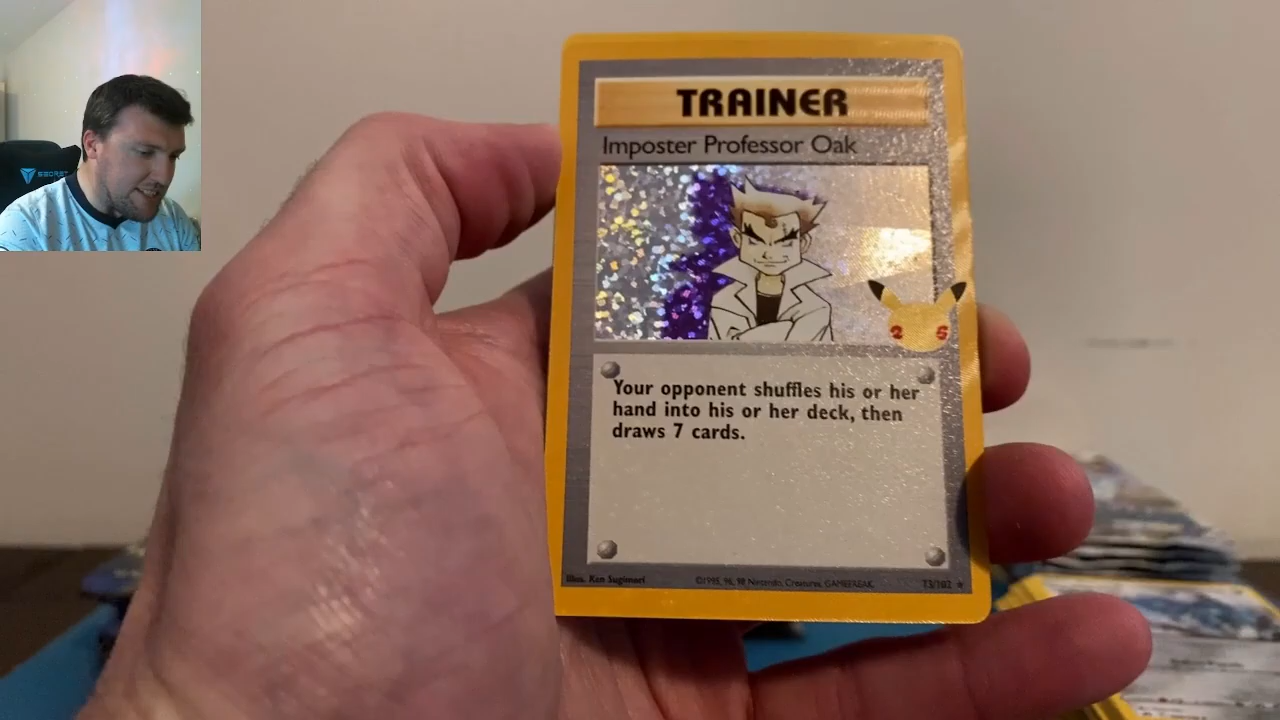 TRAINER
Imposter Professor Oak
25
Your opponent shuffles his or her
hand into his or her deck, then
draws 7 cards.
Illus. Ken Sugimori
©1995, 96, 98 Nintendo, Creatures, GAMEFREAK.
73/102